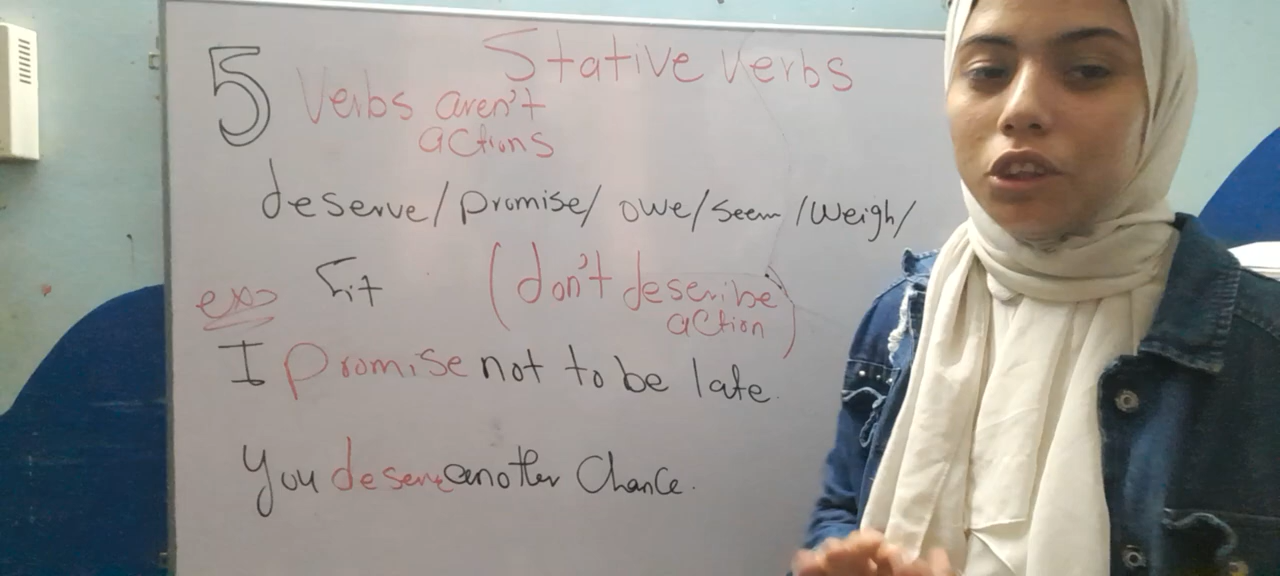 Stative verbs
5 Verbs aren't
actions
deserve/promise/ owe/seem /weigh/
exs Fit (don't describe
action)
I promise not to be late.
You deserve another chance.